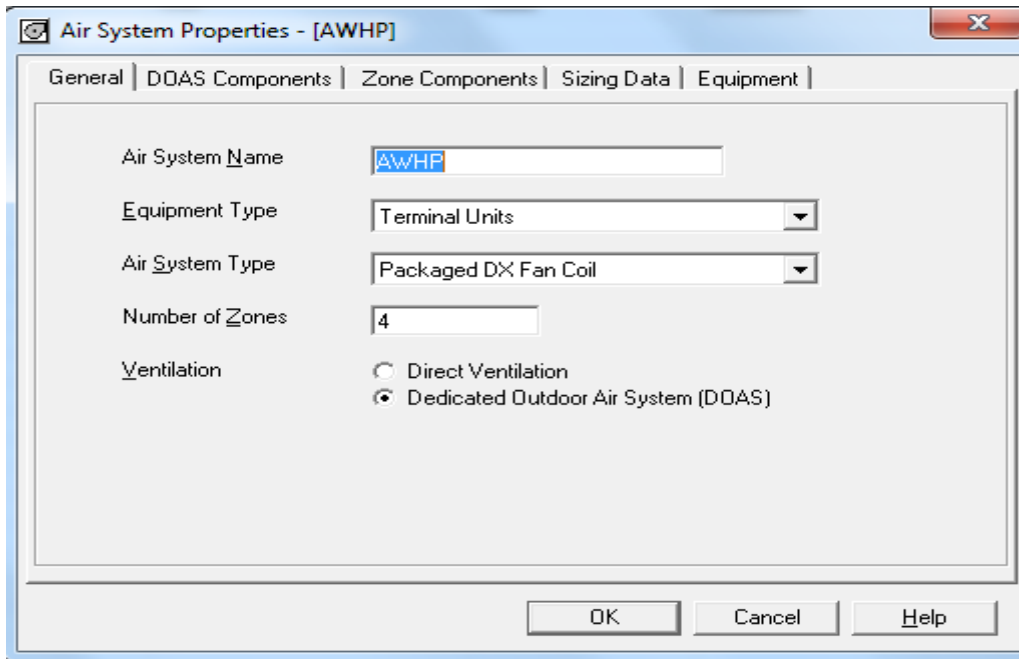 Air System Properties - [AWHP]
General DOAS Components Zone Components Sizing Data Equipment
Air System Name AWHP
Equipment Type Terminal Units
Air System Type Packaged DX Fan Coil
Number of Zones 4
Ventilation Direct Ventilation
Dedicated Outdoor Air System (DOAS)
OK Cancel Help